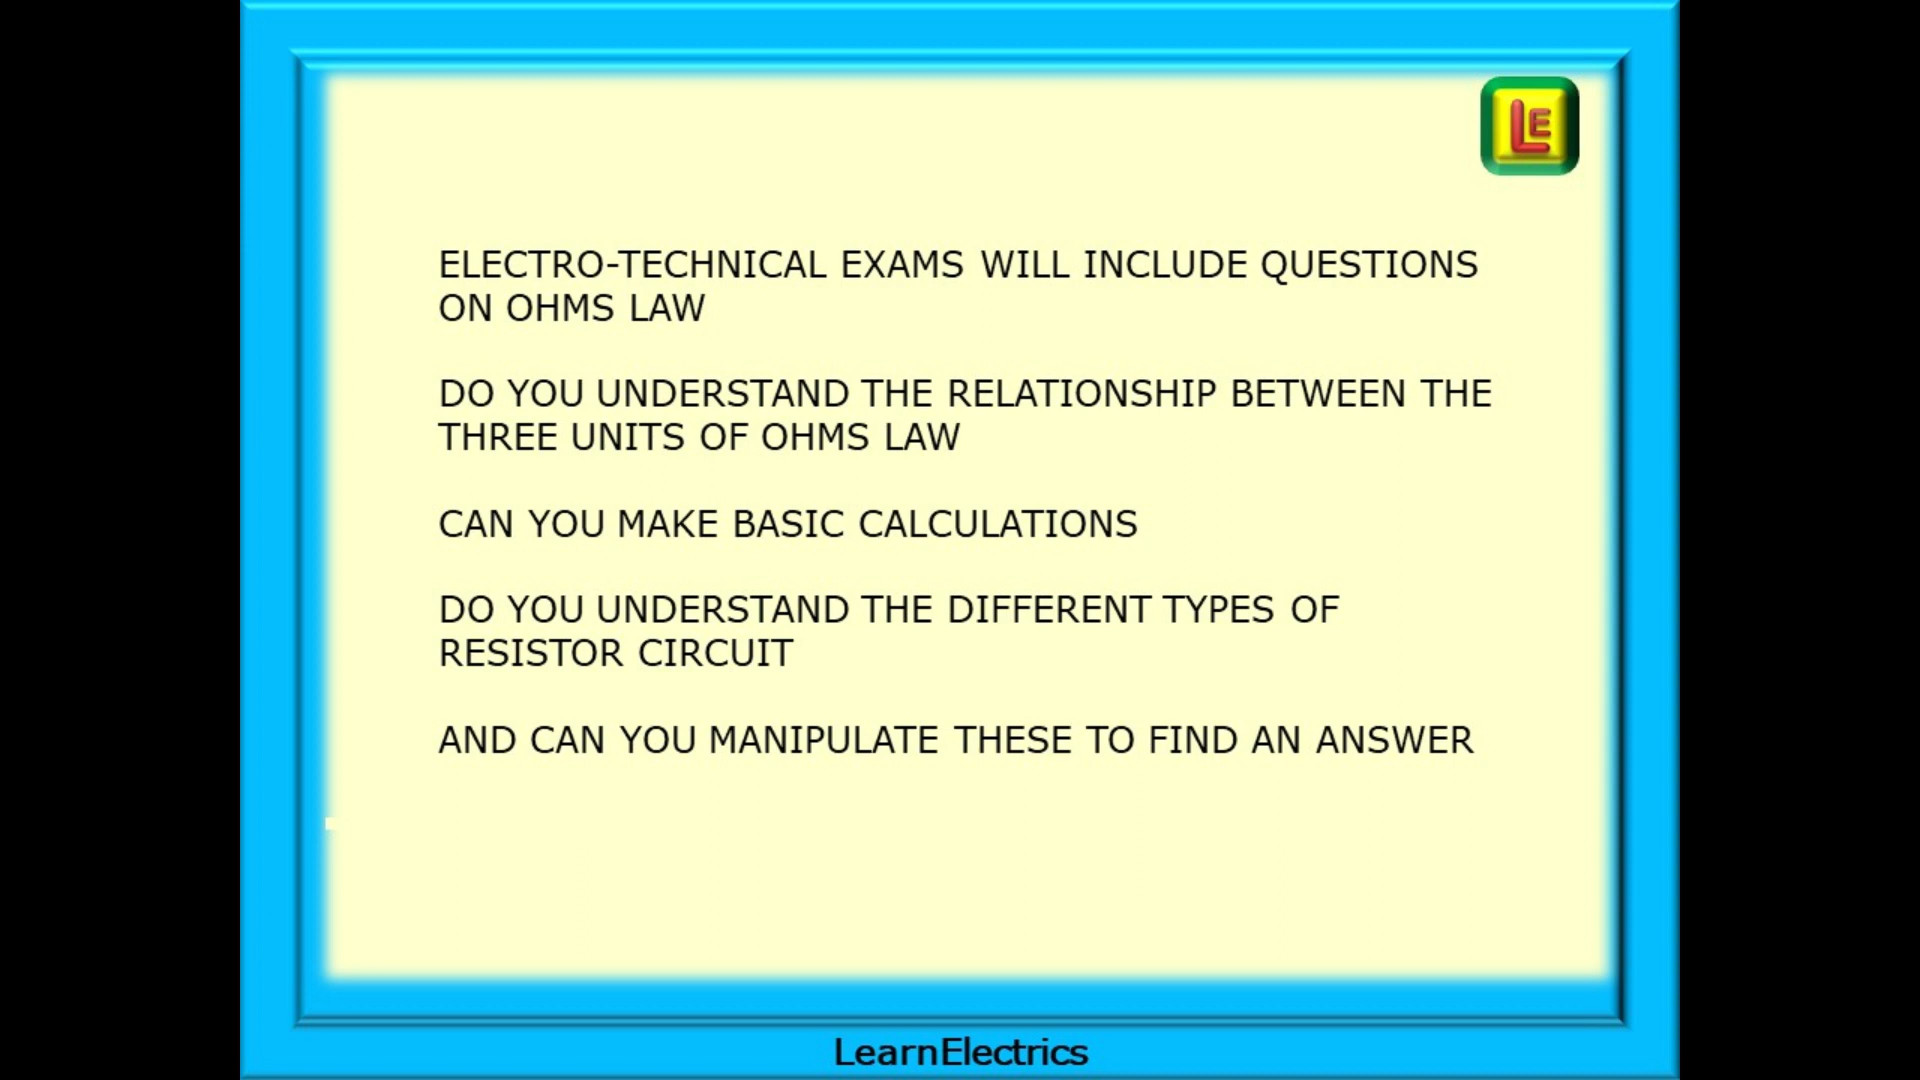 LE
ELECTRO-TECHNICAL EXAMS WILL INCLUDE QUESTIONS
ON OHMS LAW
DO YOU UNDERSTAND THE RELATIONSHIP BETWEEN THE
THREE UNITS OF OHMS LAW
CAN YOU MAKE BASIC CALCULATIONS
DO YOU UNDERSTAND THE DIFFERENT TYPES OF
RESISTOR CIRCUIT
AND CAN YOU MANIPULATE THESE TO FIND AN ANSWER
LearnElectrics